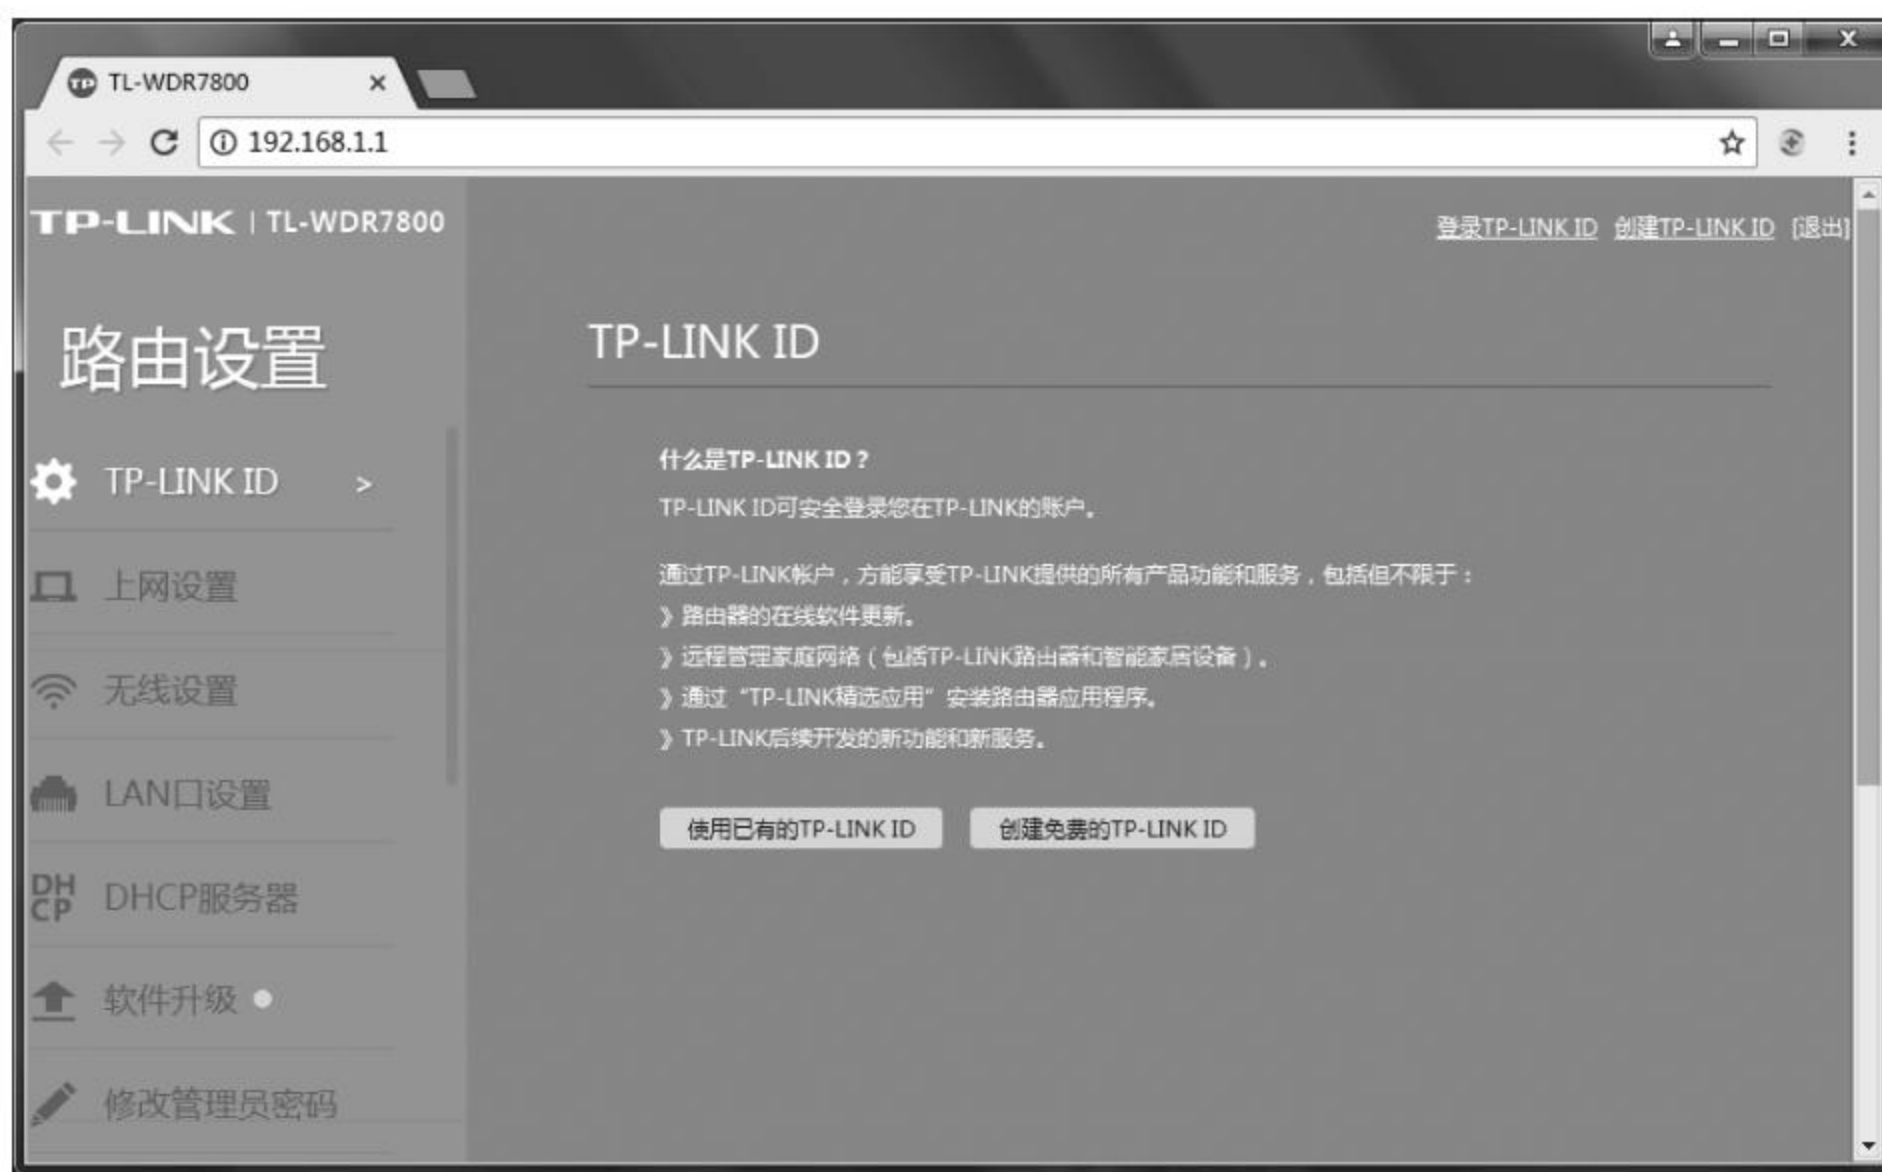 TL-WDR7800
192.168.1.1
TP-LINK | TL-WDR7800
登录TP-LINK ID 创建TP-LINK ID [退出]
路由设置
TP-LINK ID
TP-LINK ID >
什么是TP-LINK ID？
TP-LINK ID可安全登录您在TP-LINK的账户。
通过TP-LINK帐户，方能享受TP-LINK提供的所有产品功能和服务，包括但不限于：
》路由器的在线软件更新。
》远程管理家庭网络（包括TP-LINK路由器和智能家居设备）。
》通过“TP-LINK精选应用”安装路由器应用程序。
》TP-LINK后续开发的新功能和新服务。
使用已有的TP-LINK ID
创建免费的TP-LINK ID
上网设置
无线设置
LAN口设置
DHCP
DHCP服务器
软件升级
修改管理员密码